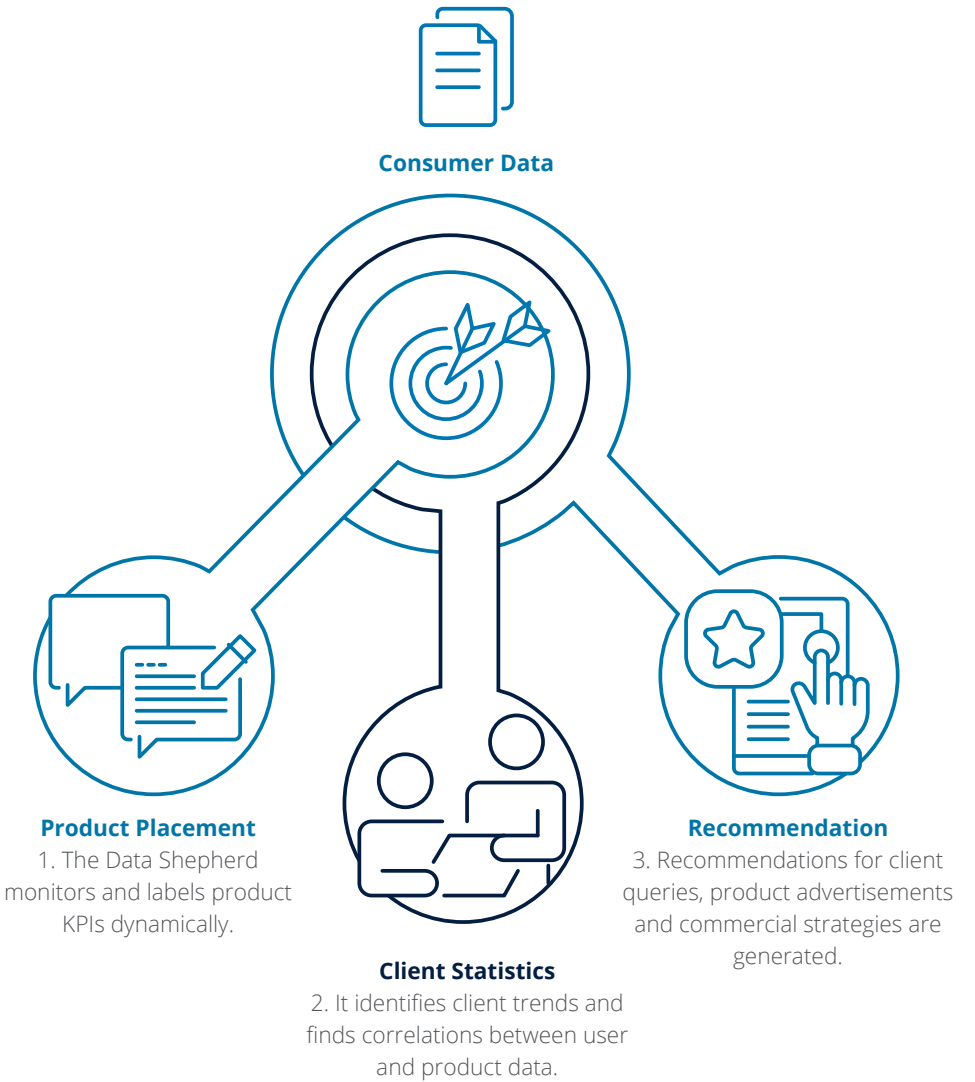 Consumer Data
Product Placement
1. The Data Shepherd
monitors and labels product
KPIs dynamically.
Client Statistics
2. It identifies client trends and
finds correlations between user
and product data.
Recommendation
3. Recommendations for client
queries, product advertisements
and commercial strategies are
generated.